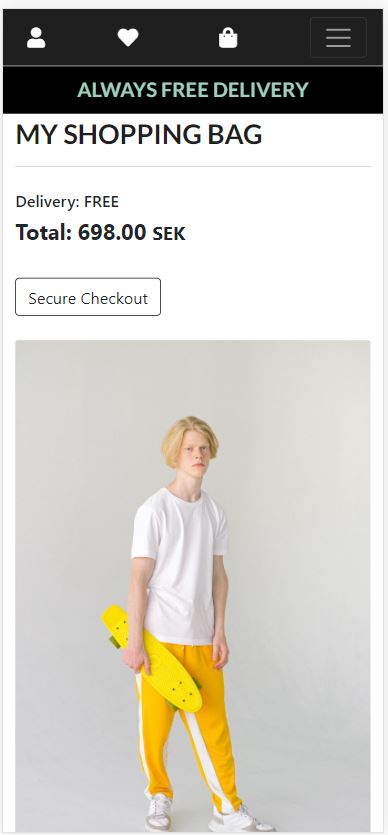 ALWAYS FREE DELIVERY
MY SHOPPING BAG
Delivery: FREE
Total: 698.00 SEK
Secure Checkout